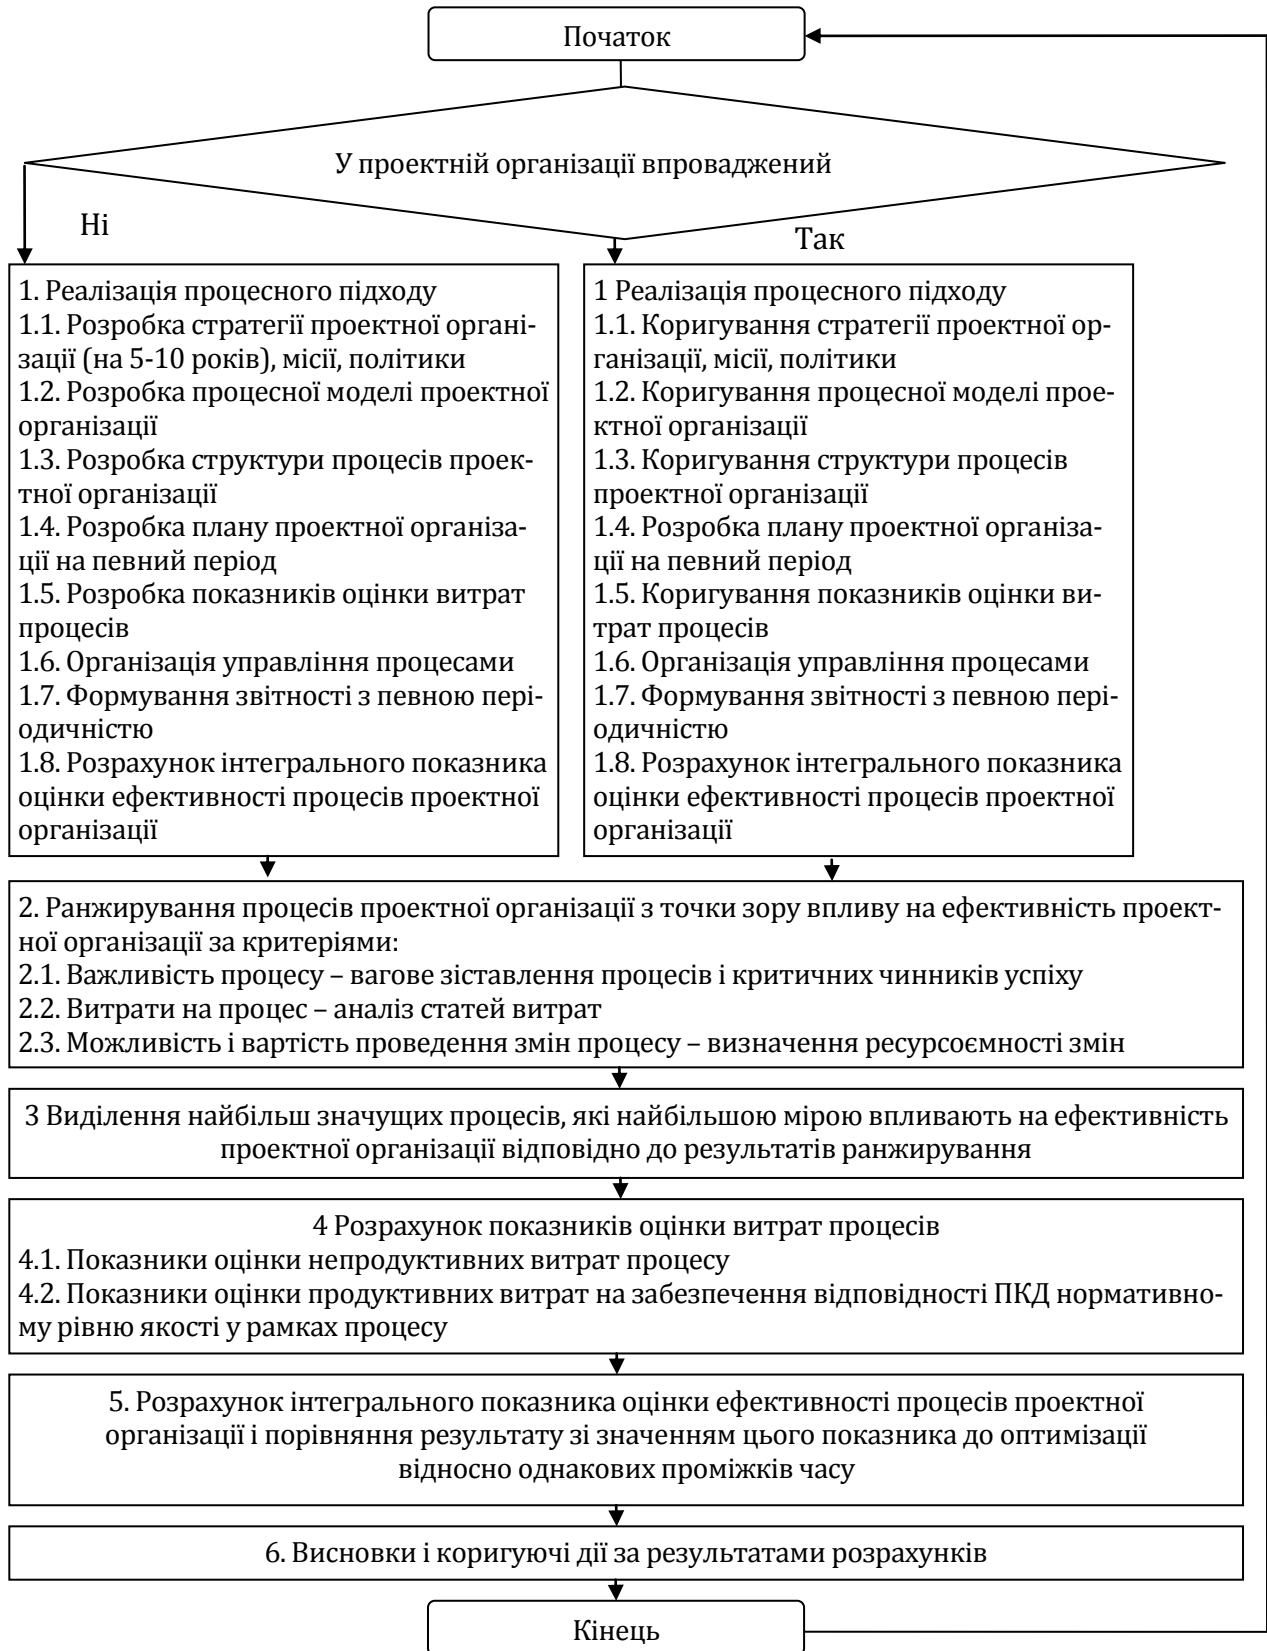 Початок
У проектній організації впроваджений
Ні
Так
1. Реалізація процесного підходу
1.1. Розробка стратегії проектної органі-
зації (на 5-10 років), місії, політики
1.2. Розробка процесної моделі проектної
організації
1.3. Розробка структури процесів проек-
тної організації
1.4. Розробка плану проектної організа-
ції на певний період
1.5. Розробка показників оцінки витрат
процесів
1.6. Організація управління процесами
1.7. Формування звітності з певною пері-
одичністю
1.8. Розрахунок інтегрального показника
оцінки ефективності процесів проектної
організації
1 Реалізація процесного підходу
1.1. Коригування стратегії проектної ор-
ганізації, місії, політики
1.2. Коригування процесної моделі прое-
ктної організації
1.3. Коригування структури процесів
проектної організації
1.4. Розробка плану проектної організа-
ції на певний період
1.5. Коригування показників оцінки ви-
трат процесів
1.6. Організація управління процесами
1.7. Формування звітності з певною пері-
одичністю
1.8. Розрахунок інтегрального показника
оцінки ефективності процесів проектної
організації
2. Ранжирування процесів проектної організації з точки зору впливу на ефективність проект-
ної організації за критеріями:
2.1. Важливість процесу – вагове зіставлення процесів і критичних чинників успіху
2.2. Витрати на процес – аналіз статей витрат
2.3. Можливість і вартість проведення змін процесу – визначення ресурсоємності змін
3 Виділення найбільш значущих процесів, які найбільшою мірою впливають на ефективність
проектної організації відповідно до результатів ранжирування
4 Розрахунок показників оцінки витрат процесів
4.1. Показники оцінки непродуктивних витрат процесу
4.2. Показники оцінки продуктивних витрат на забезпечення відповідності ПКД нормативно-
му рівню якості у рамках процесу
5. Розрахунок інтегрального показника оцінки ефективності процесів проектної
організації і порівняння результату зі значенням цього показника до оптимізації
відносно однакових проміжків часу
6. Висновки і коригуючі дії за результатами розрахунків
Кінець